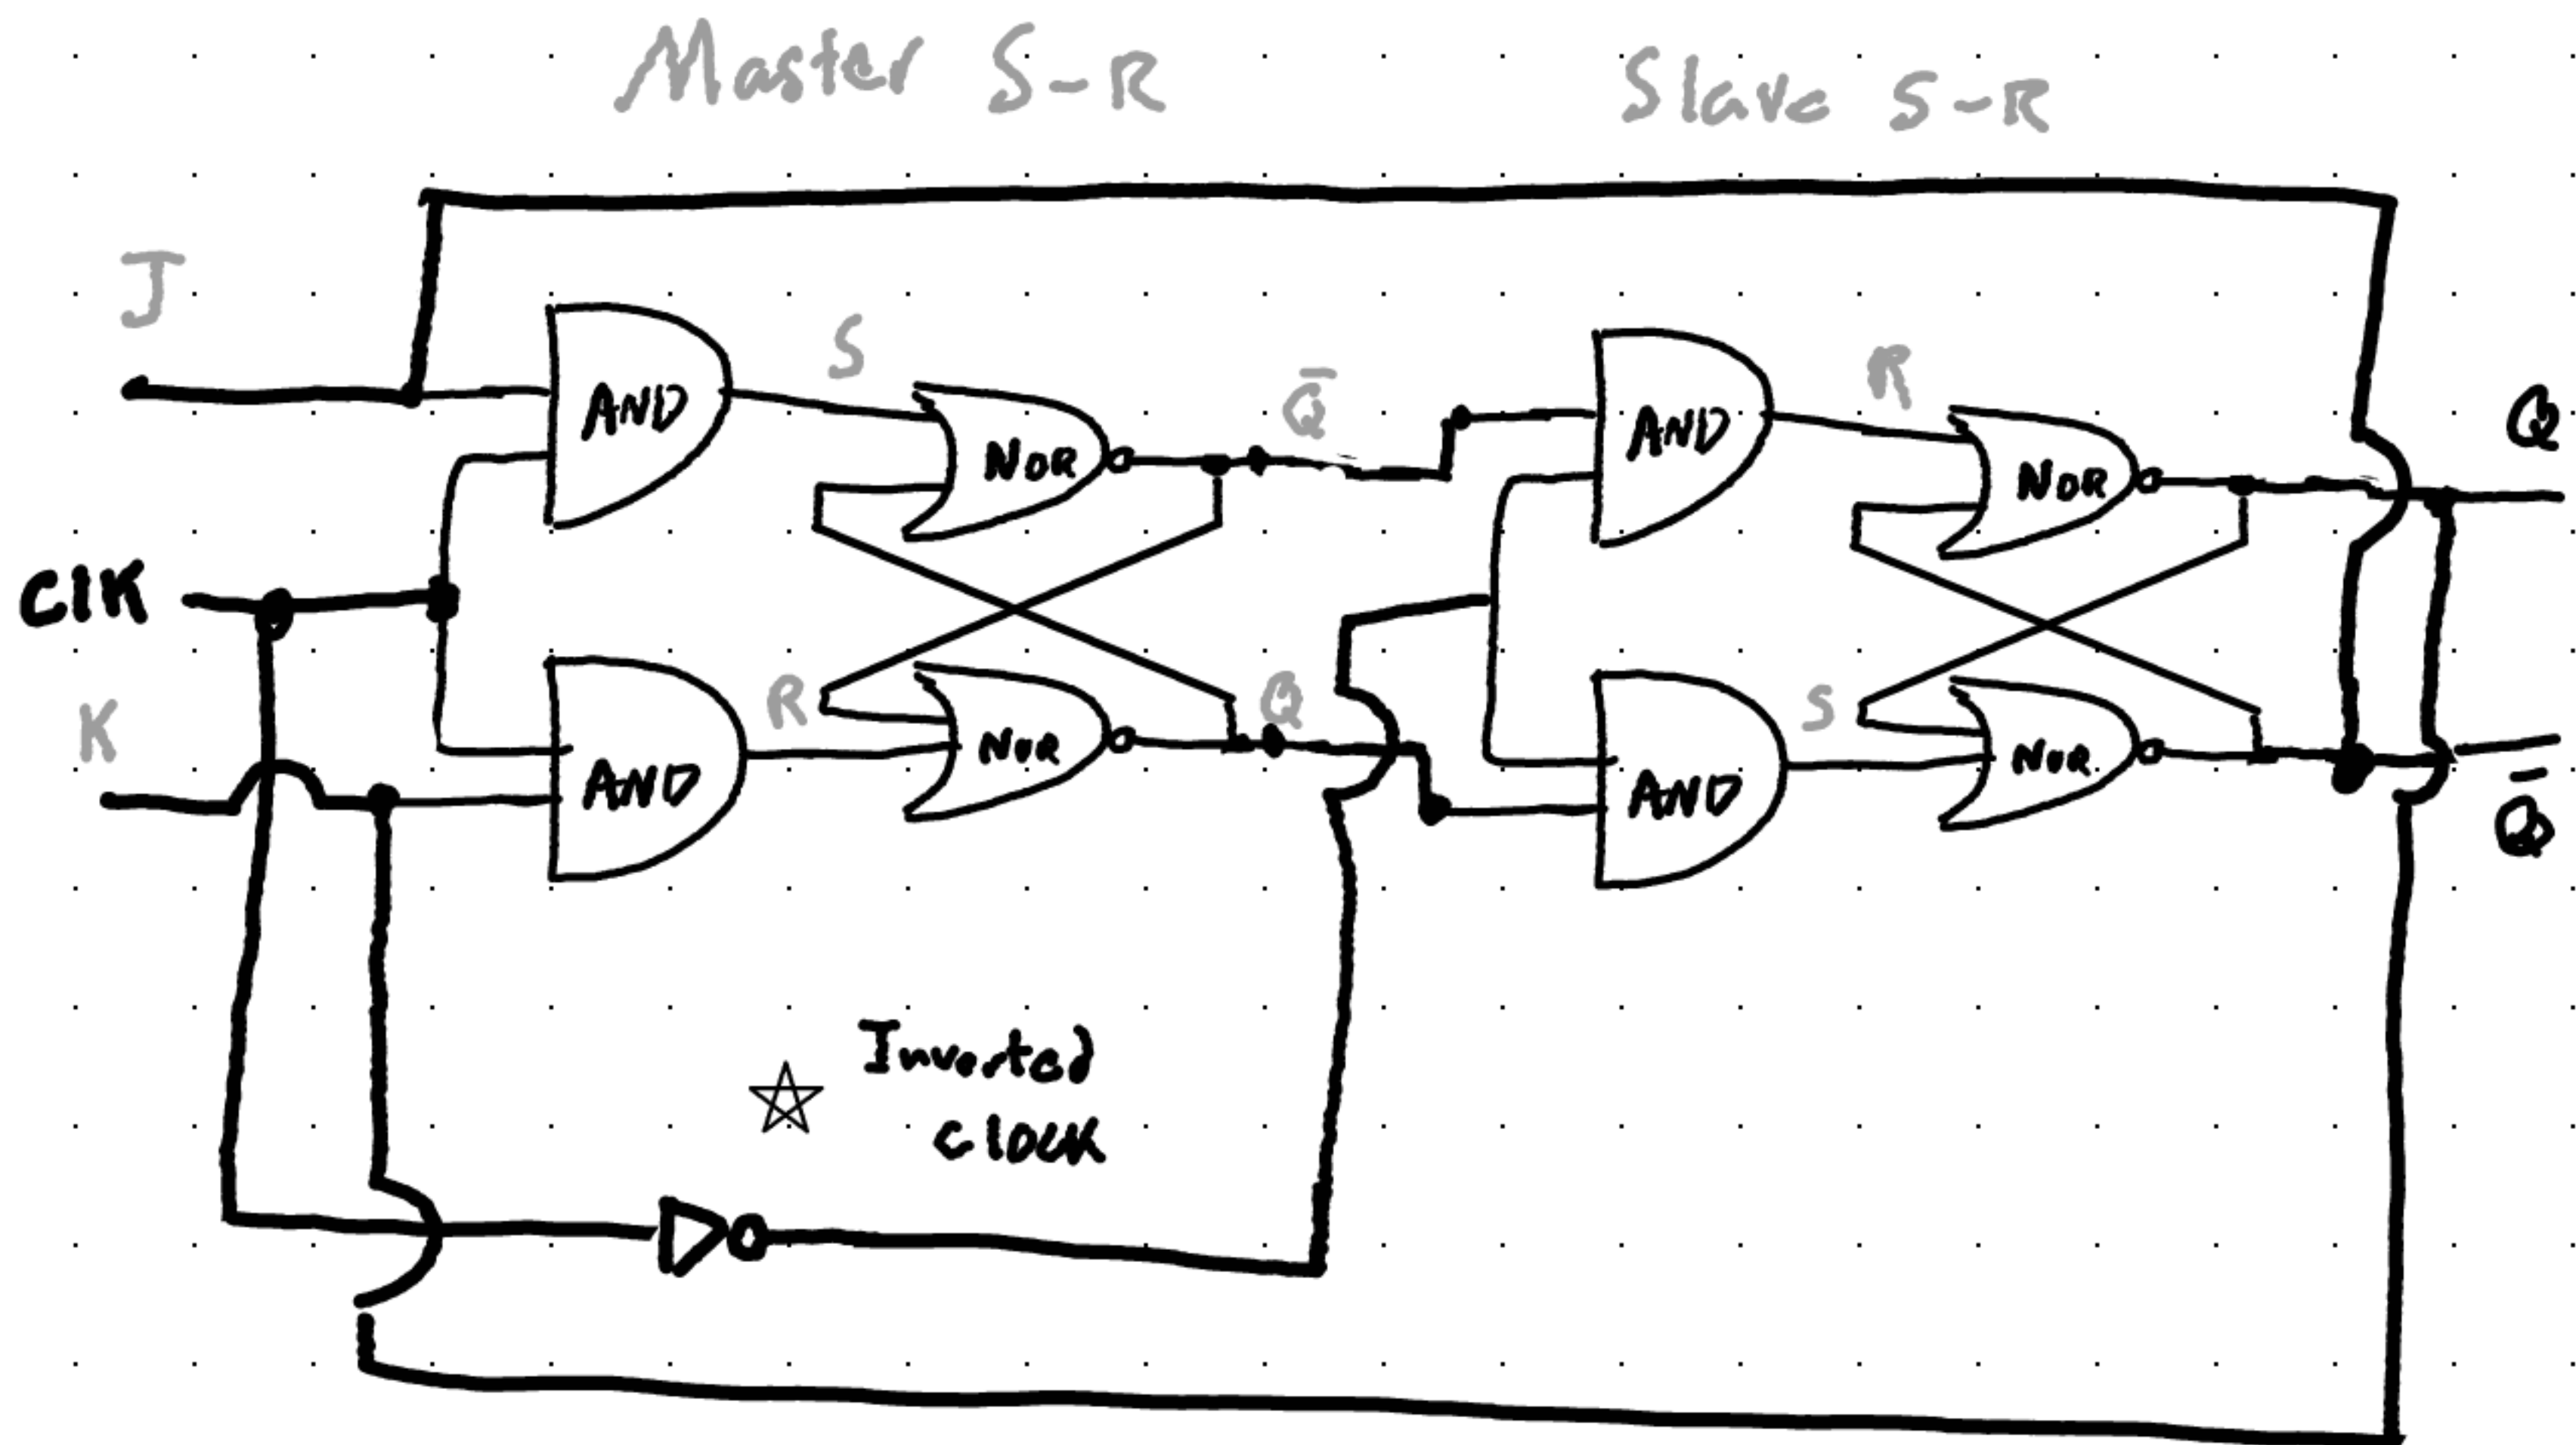 Master S-R
Slave S-R
J
AND
S
NOR
Q̅
AND
R
NOR
Q
CLK
K
AND
R
NOR
Q
AND
S
NOR
Q̅
Inverted
Clock